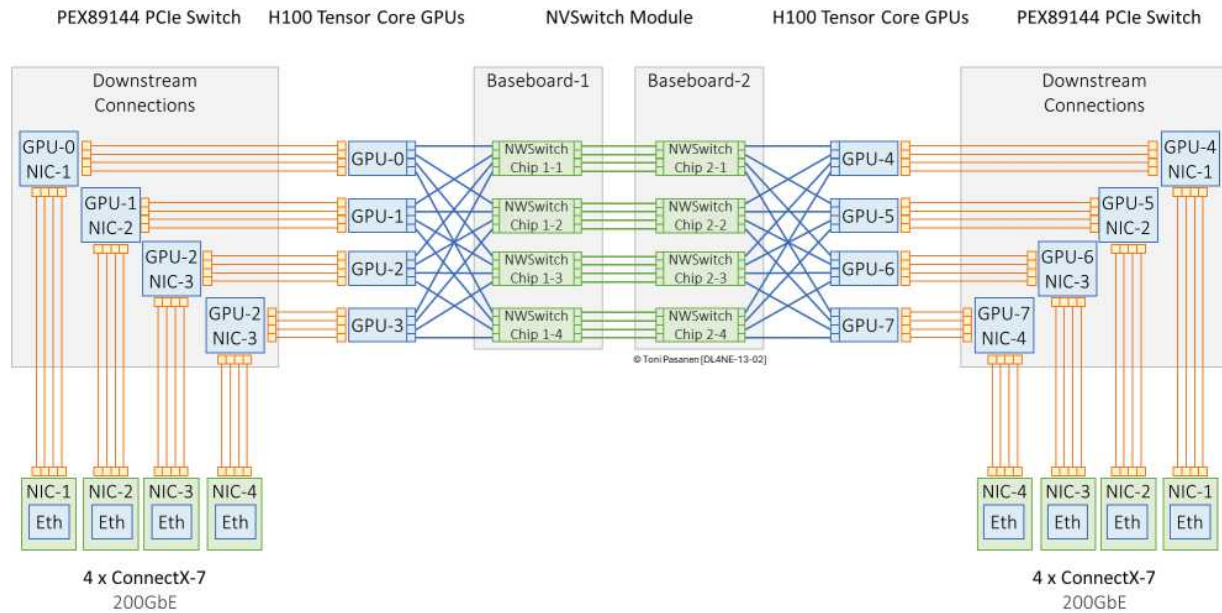 PEX89144 PCIe Switch
H100 Tensor Core GPUs
NVSwitch Module
H100 Tensor Core GPUs
PEX89144 PCIe Switch
Downstream
Connections
Baseboard-1
Baseboard-2
Downstream
Connections
GPU-0
NIC-1
GPU-1
NIC-2
GPU-2
NIC-3
GPU-2
NIC-3
GPU-0
GPU-1
GPU-2
GPU-3
NWSwitch
Chip 1-1
NWSwitch
Chip 1-2
NWSwitch
Chip 1-3
NWSwitch
Chip 1-4
NWSwitch
Chip 2-1
NWSwitch
Chip 2-2
NWSwitch
Chip 2-3
NWSwitch
Chip 2-4
© Toni Pasanen [DL4NE-13-02]
GPU-4
GPU-5
GPU-6
GPU-7
GPU-4
NIC-1
GPU-5
NIC-2
GPU-6
NIC-3
GPU-7
NIC-4
NIC-1
Eth
NIC-2
Eth
NIC-3
Eth
NIC-4
Eth
4 x ConnectX-7
200GbE
NIC-4
Eth
NIC-3
Eth
NIC-2
Eth
NIC-1
Eth
4 x ConnectX-7
200GbE